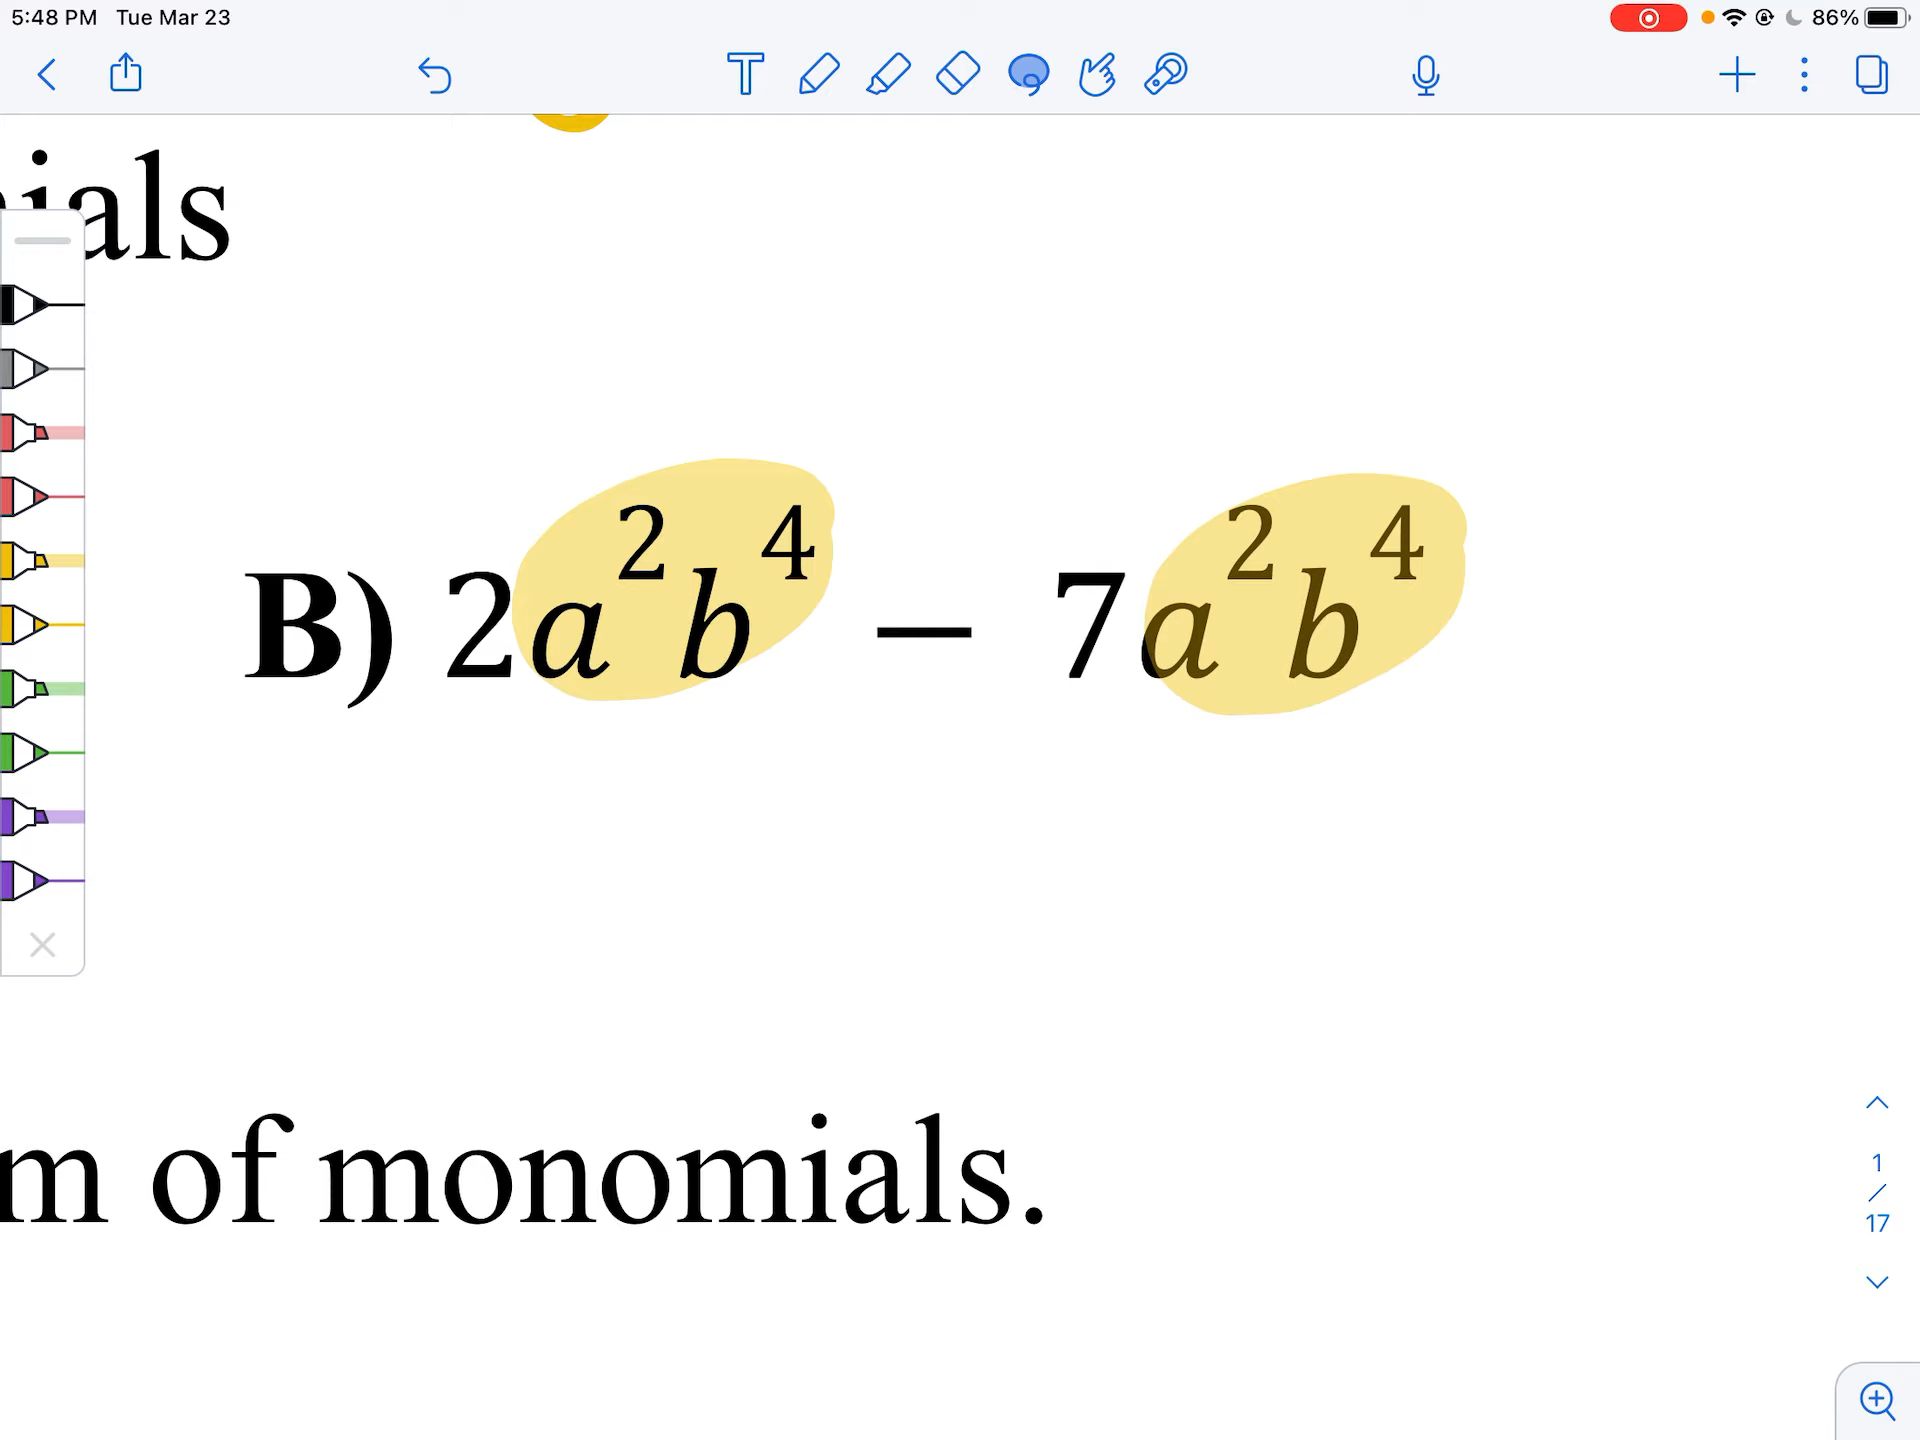 5:48 PM Tue Mar 23 86%
ials
B) 2a²b⁴ − 7a²b⁴
m of monomials.
1
/
17